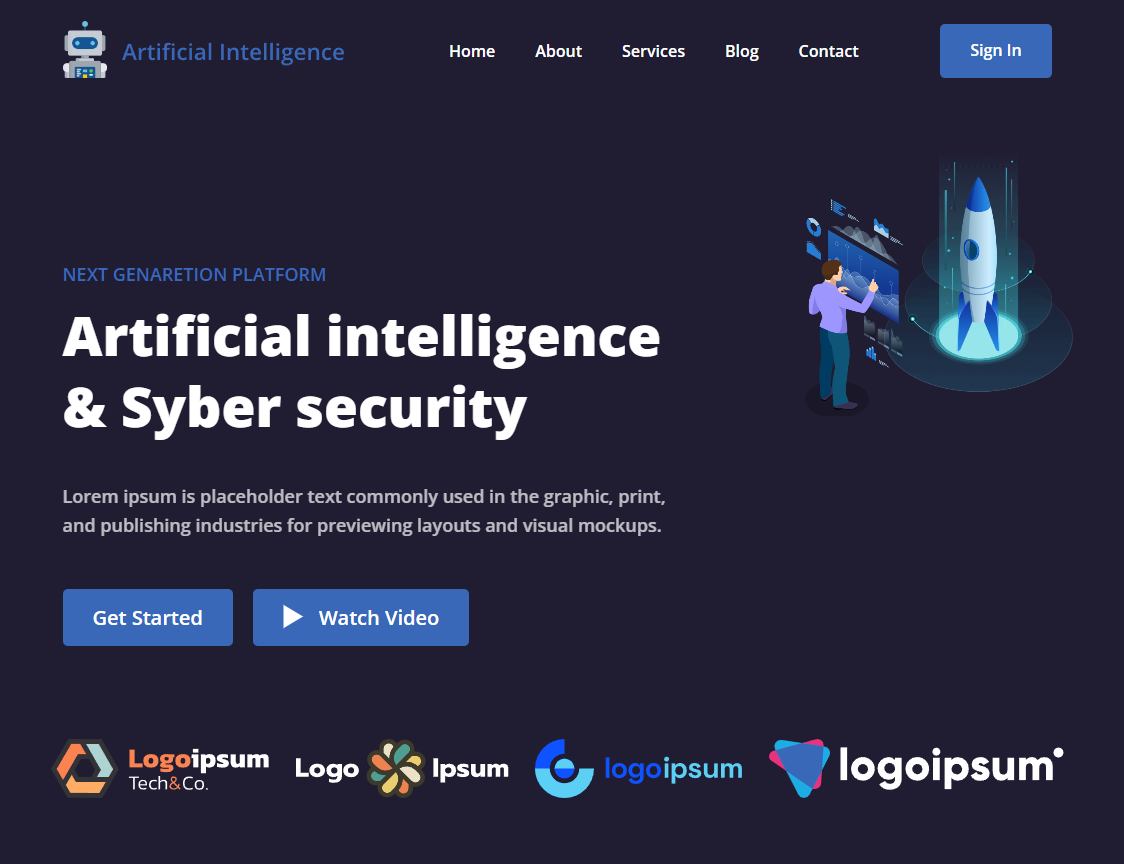 Artificial Intelligence
Home About Services Blog Contact
Sign In
NEXT GENARETION PLATFORM
Artificial intelligence
& Syber security
Lorem ipsum is placeholder text commonly used in the graphic, print,
and publishing industries for previewing layouts and visual mockups.
Get Started
Watch Video
Logoipsum
Tech&Co.
Logo Ipsum
logoipsum
logoipsum